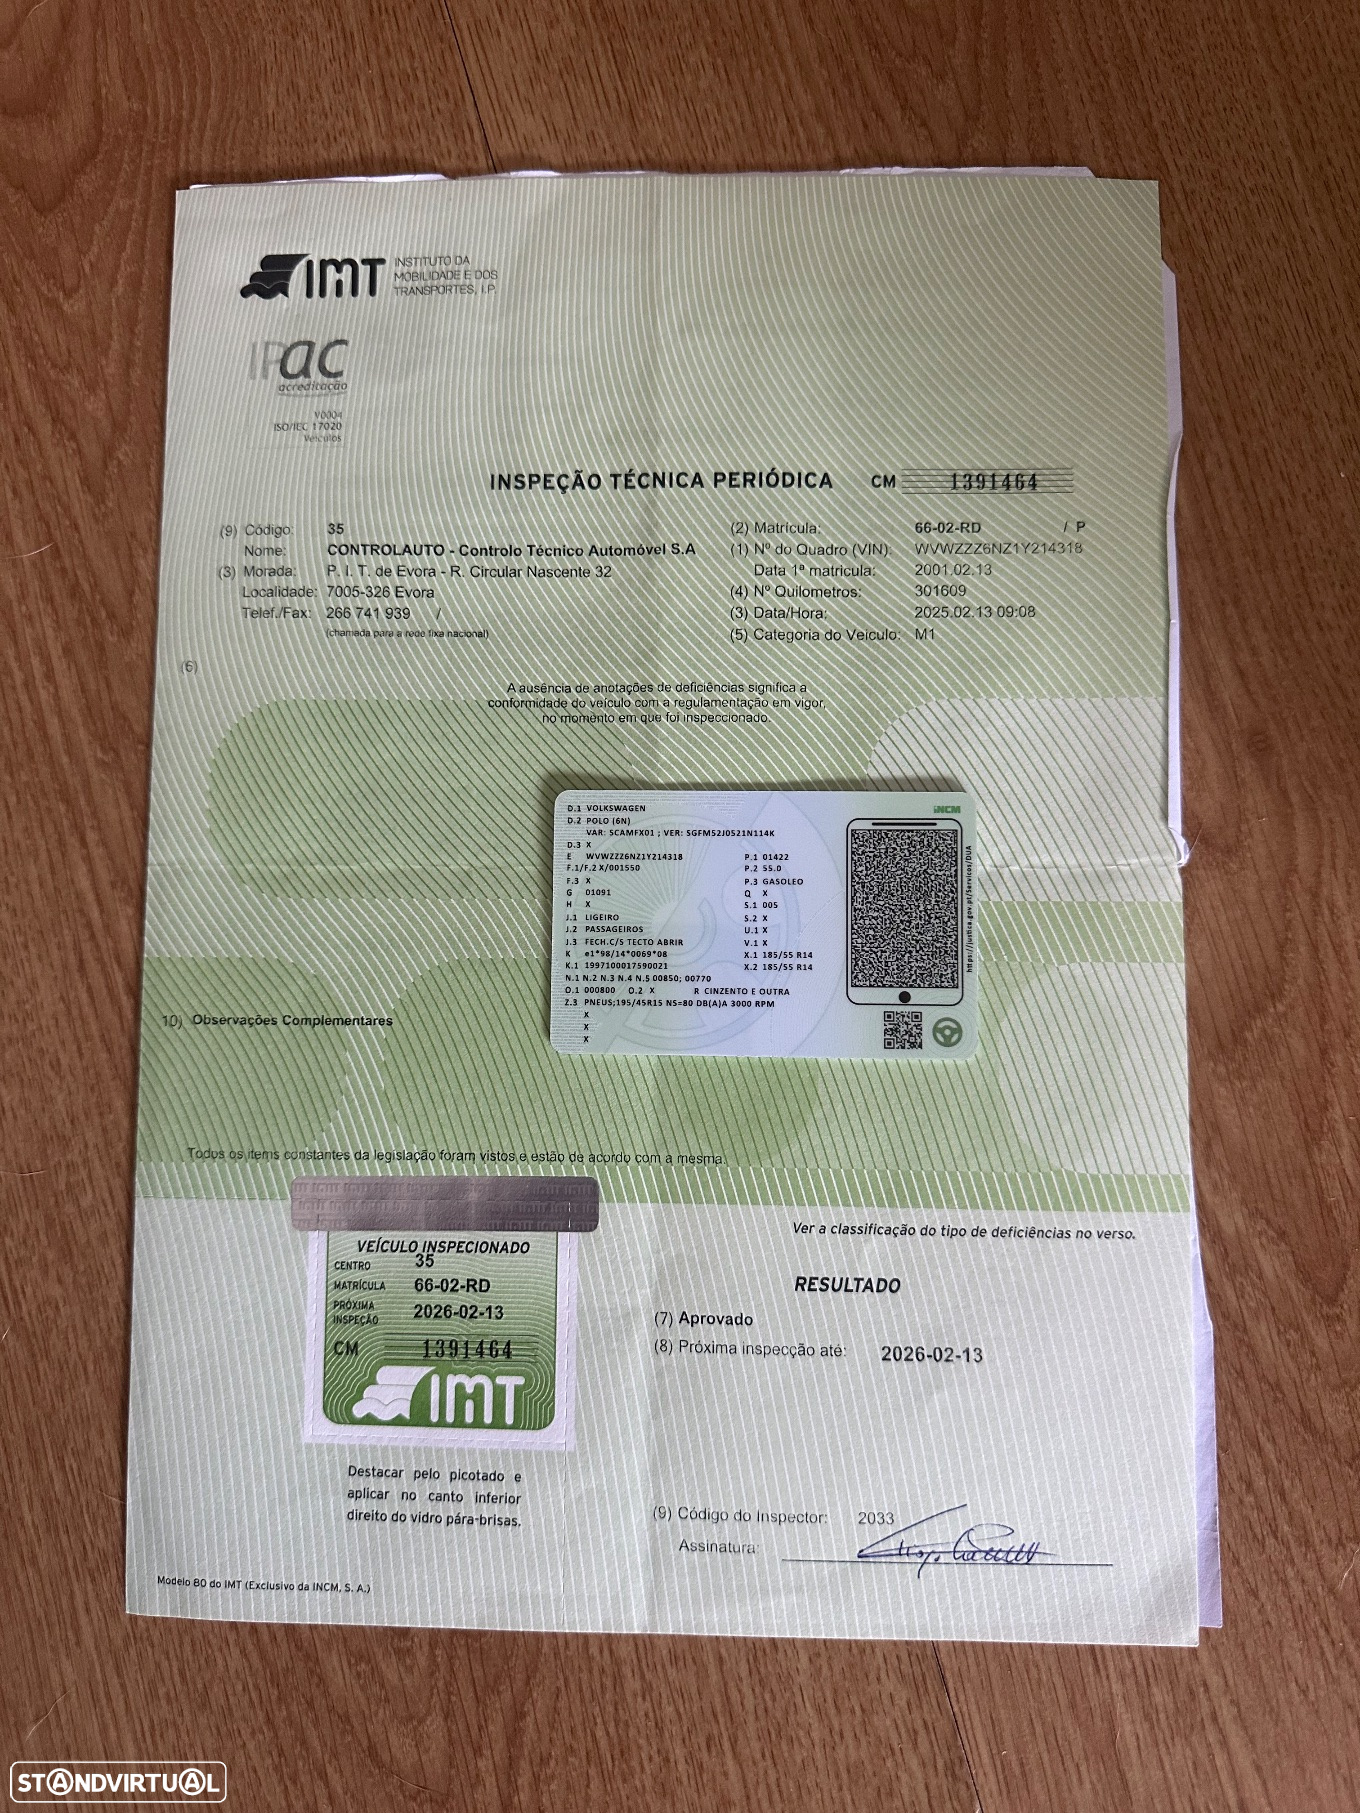 IMT INSTITUTO DA
MOBILIDADE E DOS
TRANSPORTES, I.P.
IPac
acreditação
V0004
ISO/IEC 17020
Veículos
INSPEÇÃO TÉCNICA PERIÓDICA CM 1391464
(9) Código: 35
Nome: CONTROLAUTO - Controlo Técnico Automóvel S.A
(3) Morada: P. I. T. de Evora - R. Circular Nascente 32
Localidade: 7005-326 Evora
Telef./Fax: 266 741 939 /
(chamada para a rede fixa nacional)
(2) Matricula: 66-02-RD / P
(1) Nº do Quadro (VIN): WVWZZZ6NZ1Y214318
Data 1ª matricula: 2001.02.13
(4) Nº Quilometros: 301609
(3) Data/Hora: 2025.02.13 09:08
(5) Categoria do Veiculo: M1
(6)
A ausência de anotações de deficiências significa a
conformidade do veículo com a regulamentação em vigor,
no momento em que foi inspeccionado.
D.1 VOLKSWAGEN
D.2 POLO (6N)
VAR: SCAMFX01 ; VER: SGFM52J0521N114K
D.3 X
E WVWZZZ6NZ1Y214318
F.1/F.2 X/001550
F.3 X
G 01091
H X
J.1 LIGEIRO
J.2 PASSAGEIROS
J.3 FECH.C/S TECTO ABRIR
K e1*98/14*0069*08
K.1 1997100017590021
N.1 N.2 N.3 N.4 N.5 00850; 00770
O.1 000800 O.2 X R CINZENTO E OUTRA
Z.3 PNEUS;195/45R15 NS=80 DB(A)A 3000 RPM
X
X
X
P.1 01422
P.2 55.0
P.3 GASOLEO
Q X
S.1 005
S.2 X
U.1 X
V.1 X
X.1 185/55 R14
X.2 185/55 R14
INCM
https://justica.gov.pt/Servicos/DUA
10) Observações Complementares
Todos os items constantes da legislação foram vistos e estão de acordo com a mesma.
VEÍCULO INSPECIONADO
CENTRO 35
MATRÍCULA 66-02-RD
PRÓXIMA
INSPEÇÃO 2026-02-13
CM 1391464
IMT
Destacar pelo picotado e
aplicar no canto inferior
direito do vidro pára-brisas.
Ver a classificação do tipo de deficiências no verso.
RESULTADO
(7) Aprovado
(8) Próxima inspecção até: 2026-02-13
(9) Código do Inspector: 2033
Assinatura:
Modelo 80 do IMT (Exclusivo da INCM, S. A.)
STANDVIRTUAL